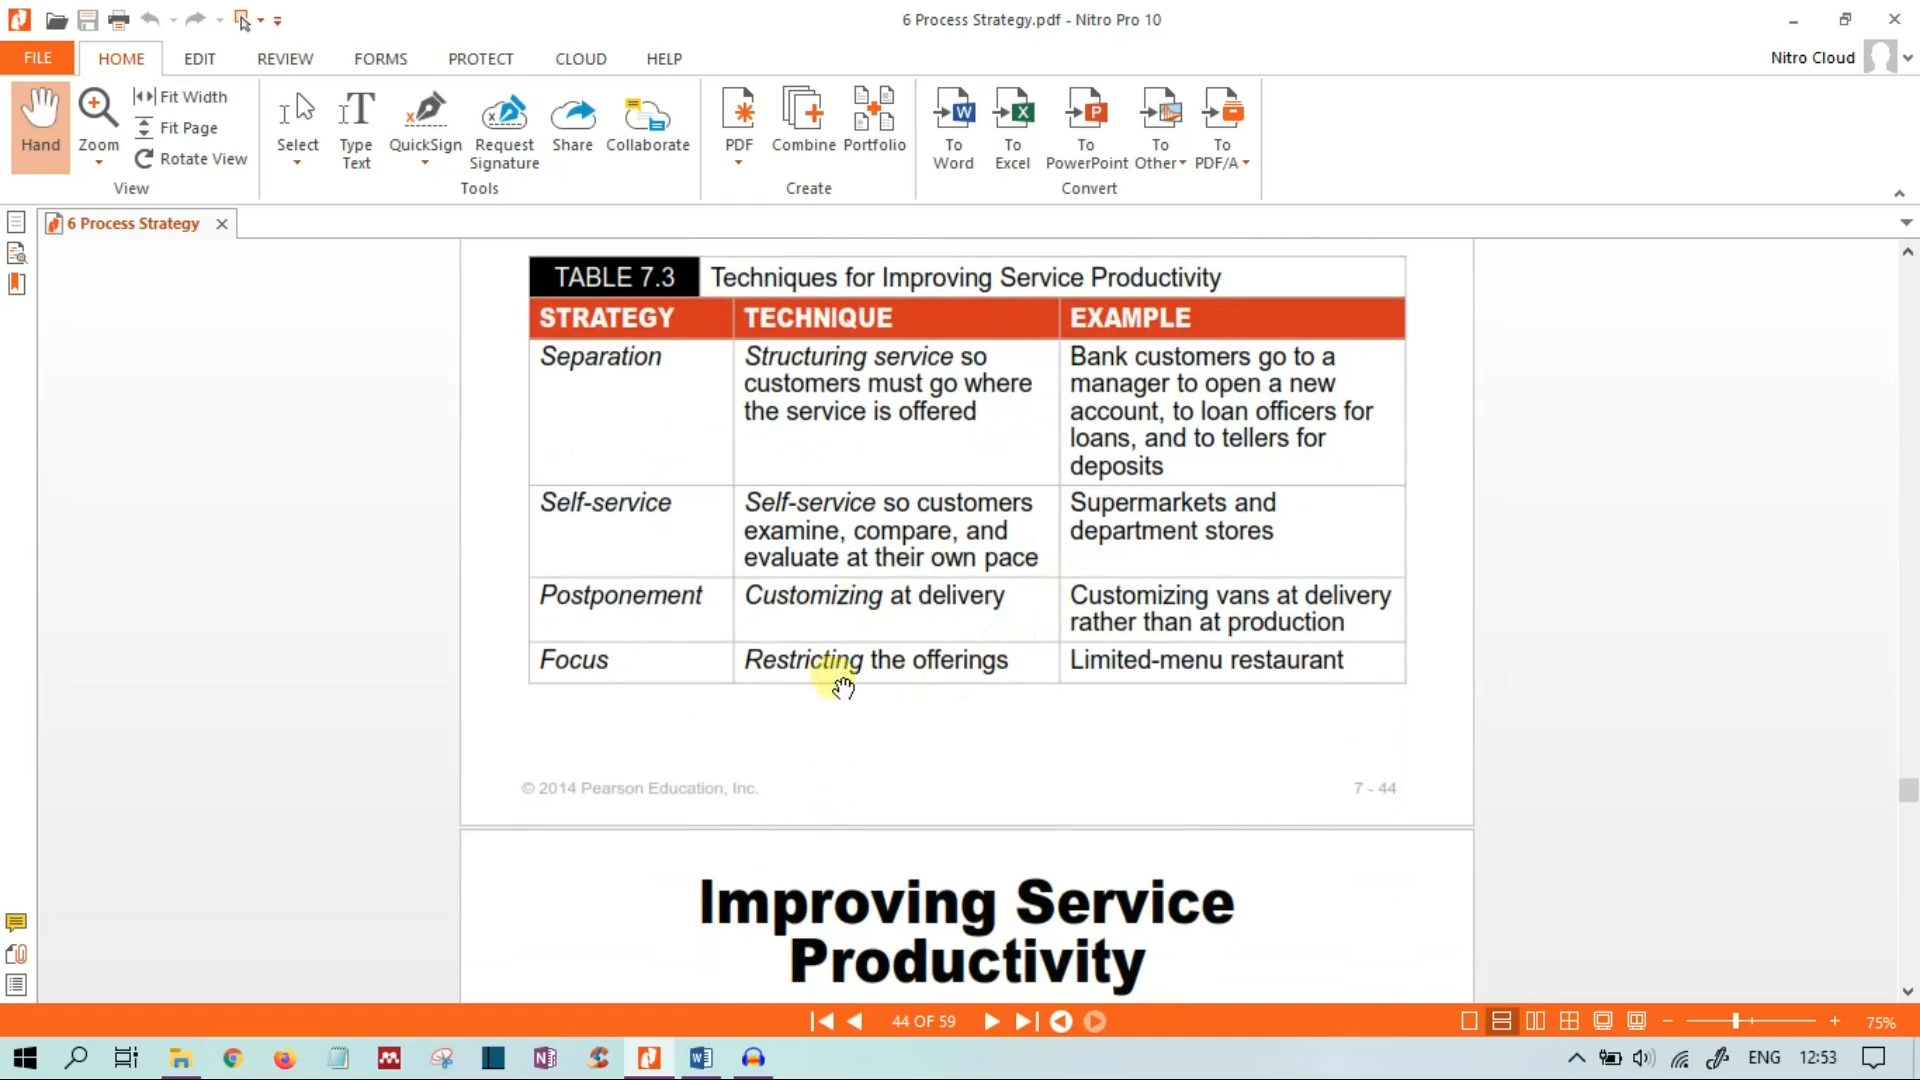 6 Process Strategy.pdf - Nitro Pro 10
FILE HOME EDIT REVIEW FORMS PROTECT CLOUD HELP Nitro Cloud
Hand
Zoom
Fit Width
Fit Page
Rotate View
View
Select
Type
Text
QuickSign
Request
Signature
Share
Collaborate
Tools
PDF
Combine
Portfolio
Create
To
Word
To
Excel
To
PowerPoint
To
Other
To
PDF/A
Convert
6 Process Strategy
TABLE 7.3 Techniques for Improving Service Productivity
STRATEGY TECHNIQUE EXAMPLE
Separation
Structuring service so
customers must go where
the service is offered
Bank customers go to a
manager to open a new
account, to loan officers for
loans, and to tellers for
deposits
Self-service
Self-service so customers
examine, compare, and
evaluate at their own pace
Supermarkets and
department stores
Postponement
Customizing at delivery
Customizing vans at delivery
rather than at production
Focus
Restricting the offerings
Limited-menu restaurant
© 2014 Pearson Education, Inc. 7 - 44
Improving Service
Productivity
44 OF 59
75%
ENG 12:53